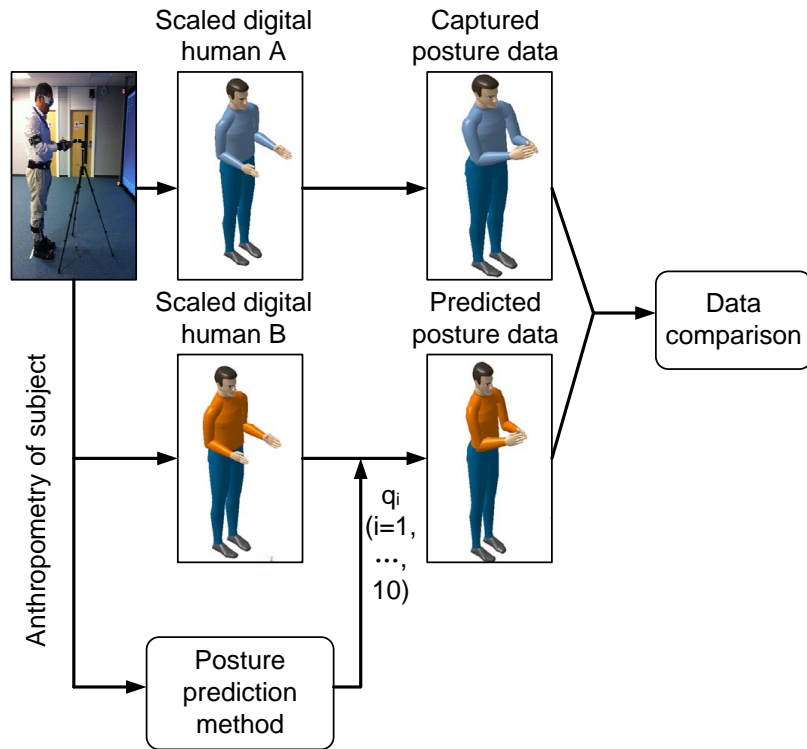 Scaled digital
human A
Captured
posture data
Scaled digital
human B
Predicted
posture data
Data
comparison
Anthropometry of subject
qi
(i=1,
...,
10)
Posture
prediction
method